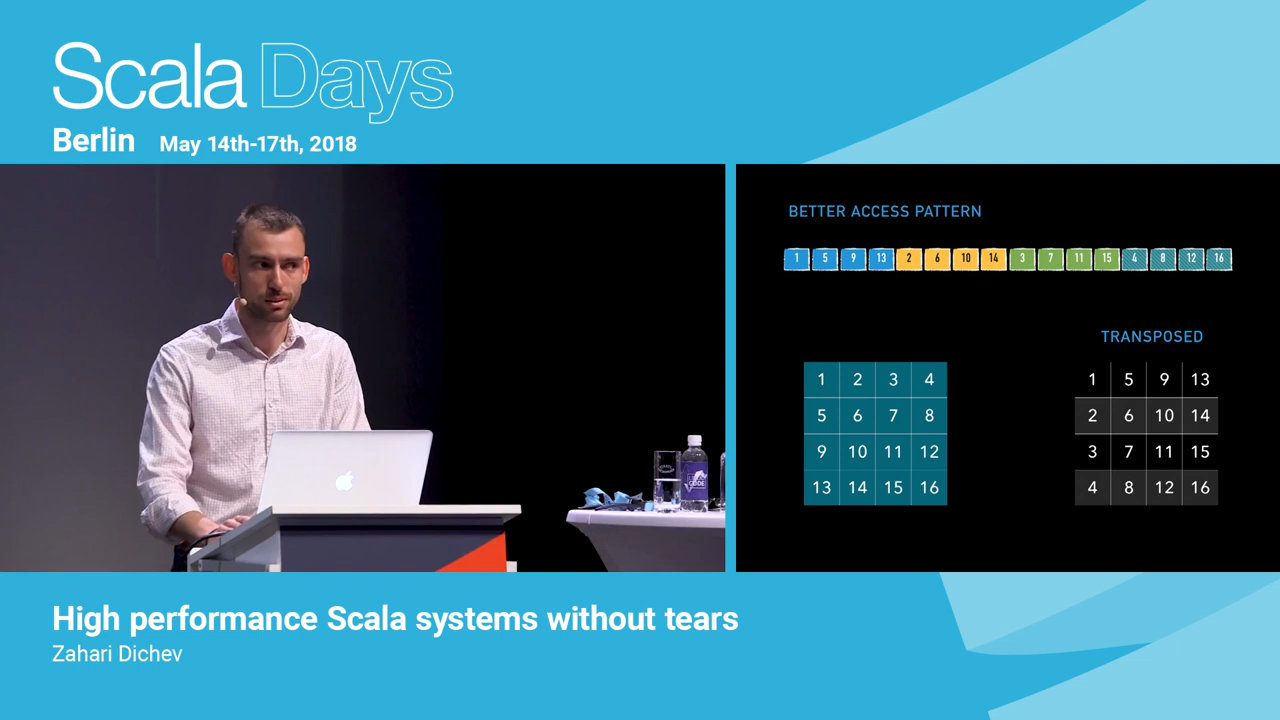 Scala Days
Berlin May 14th-17th, 2018
BETTER ACCESS PATTERN
1 5 9 13 2 6 10 14 3 7 11 15 4 8 12 16
TRANSPOSED
1 2 3 4
5 6 7 8
9 10 11 12
13 14 15 16
1 5 9 13
2 6 10 14
3 7 11 15
4 8 12 16
CODE
High performance Scala systems without tears
Zahari Dichev